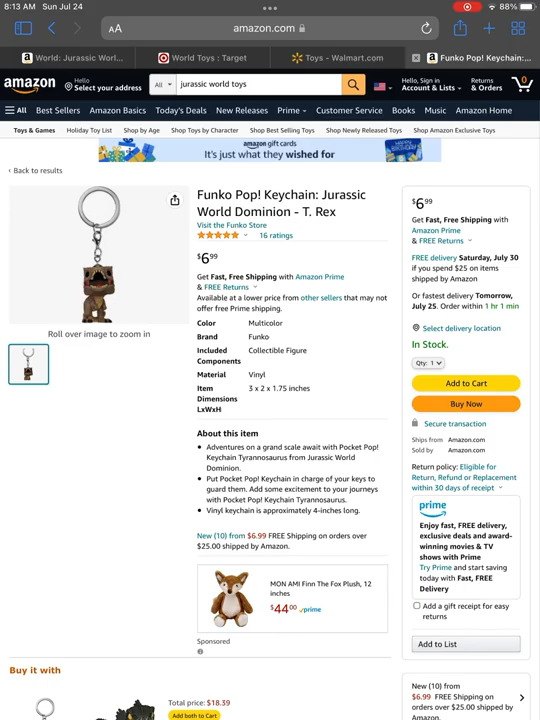 8:13 AM Sun Jul 24
88%
AA
amazon.com
World: Jurassic Worl...
World Toys : Target
Toys - Walmart.com
Funko Pop! Keychain:...
amazon
Hello
Select your address
All
jurassic world toys
Hello, Sign in
Account & Lists
Returns
& Orders
0
All
Best Sellers
Amazon Basics
Today's Deals
New Releases
Prime
Customer Service
Books
Music
Amazon Home
Toys & Games
Holiday Toy List
Shop by Age
Shop Toys by Character
Shop Best Selling Toys
Shop Newly Released Toys
Shop Amazon Exclusive Toys
amazon gift cards
It's just what they wished for
‹ Back to results
Roll over image to zoom in
Funko Pop! Keychain: Jurassic
World Dominion - T. Rex
Visit the Funko Store
16 ratings
$6.99
Get Fast, Free Shipping with Amazon Prime
& FREE Returns
Available at a lower price from other sellers that may not
offer free Prime shipping.
Color Multicolor
Brand Funko
Included Collectible Figure
Components
Material Vinyl
Item 3 x 2 x 1.75 inches
Dimensions
LxWxH
About this item
• Adventures on a grand scale await with Pocket Pop!
Keychain Tyrannosaurus from Jurassic World
Dominion.
• Put Pocket Pop! Keychain in charge of your keys to
guard them. Add some excitement to your journeys
with Pocket Pop! Keychain Tyrannosaurus.
• Vinyl keychain is approximately 4-inches long.
New (10) from $6.99 FREE Shipping on orders over
$25.00 shipped by Amazon.
MON AMI Finn The Fox Plush, 12
inches
$44.00 prime
Sponsored
$6.99
Get Fast, Free Shipping with
Amazon Prime
& FREE Returns
FREE delivery Saturday, July 30
if you spend $25 on items
shipped by Amazon
Or fastest delivery Tomorrow,
July 25. Order within 1 hr 1 min
Select delivery location
In Stock.
Qty: 1
Add to Cart
Buy Now
Secure transaction
Ships from Amazon.com
Sold by Amazon.com
Return policy: Eligible for
Return, Refund or Replacement
within 30 days of receipt
prime
Enjoy fast, FREE delivery,
exclusive deals and award-
winning movies & TV
shows with Prime
Try Prime and start saving
today with Fast, FREE
Delivery
Add a gift receipt for easy
returns
Add to List
New (10) from
$6.99 FREE Shipping on
orders over $25.00
shipped by Amazon.
Buy it with
Total price: $18.39
Add both to Cart